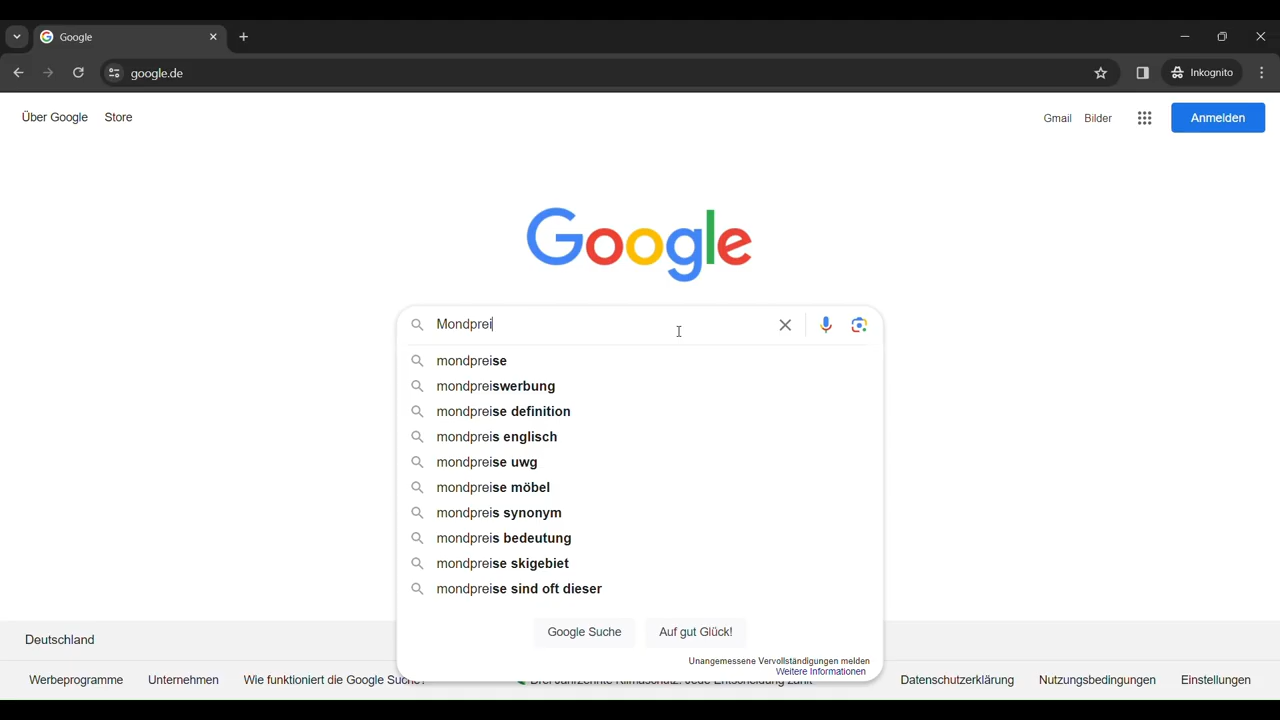 Google
google.de
Inkognito
Über Google Store
Gmail Bilder
Anmelden
Google
Mondprei
mondpreise
mondpreiswerbung
mondpreise definition
mondpreis englisch
mondpreise uwg
mondpreise möbel
mondpreis synonym
mondpreis bedeutung
mondpreise skigebiet
mondpreise sind oft dieser
Google Suche Auf gut Glück!
Unangemessene Vervollständigungen melden
Weitere Informationen
Deutschland
Werbeprogramme Unternehmen Wie funktioniert die Google Suche?
Datenschutzerklärung Nutzungsbedingungen Einstellungen